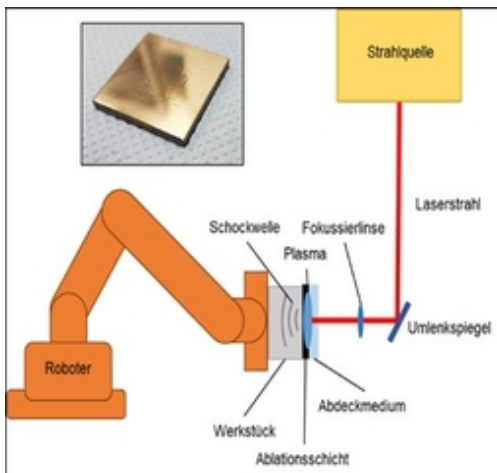 Strahlquelle
Laserstrahl
Fokussierlinse
Schockwelle
Plasma
Umlenkspiegel
Roboter
Abdeckmedium
Werkstück
Ablationsschicht